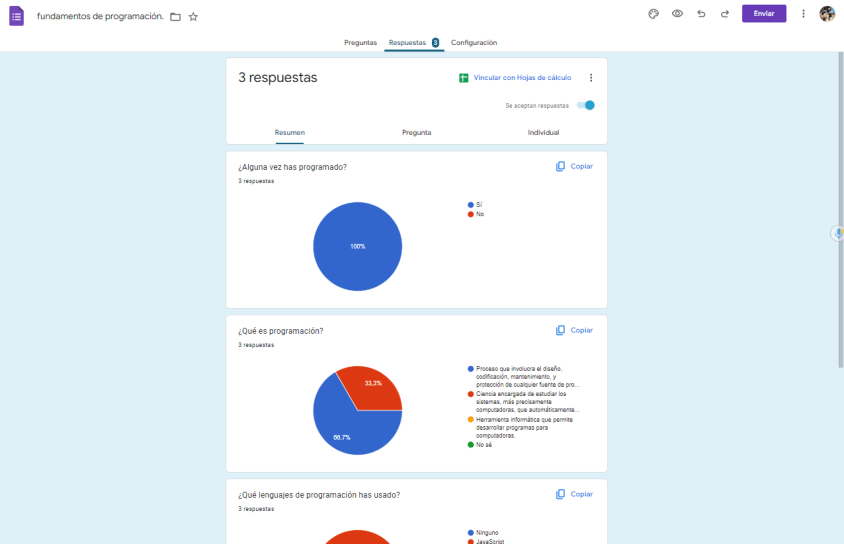 fundamentos de programación.
Enviar
Preguntas Respuestas 3 Configuración
3 respuestas
Vincular con Hojas de cálculo
Se aceptan respuestas
Resumen Pregunta Individual
¿Alguna vez has programado?
Copiar
3 respuestas
Sí
No
100%
¿Qué es programación?
Copiar
3 respuestas
Proceso que involucra el diseño,
codificación, mantenimiento, y
protección de cualquier fuente de pro...
Ciencia encargada de estudiar los
sistemas, más precisamente
computadoras, que automáticamente...
Herramienta informática que permite
desarrollar programas para
computadoras.
No sé
33,3%
66,7%
¿Qué lenguajes de programación has usado?
Copiar
3 respuestas
Ninguno
JavaScript